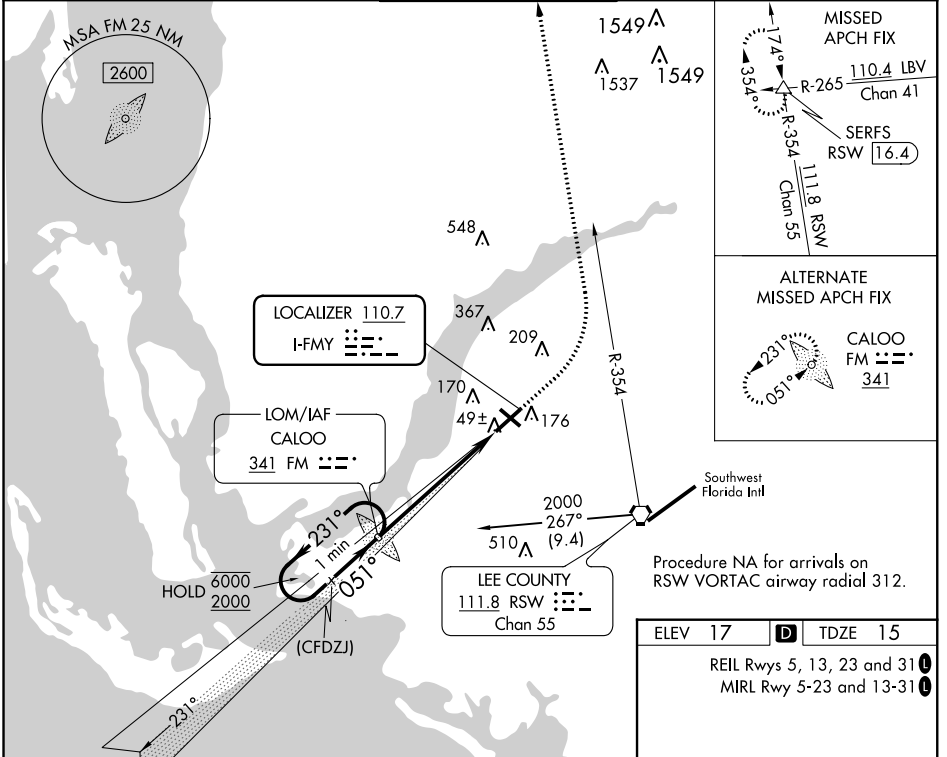 MSA FM 25 NM
2600
1549
1537
1549
548
367
209
170
49±
176
LOCALIZER 110.7
I-FMY
LOM/IAF
CALOO
341 FM
R-354
231°
1 min
051°
HOLD 6000
2000
(CFDZJ)
231°
2000
267°
(9.4)
510
LEE COUNTY
111.8 RSW
Chan 55
Southwest
Florida Intl
Procedure NA for arrivals on
RSW VORTAC airway radial 312.
MISSED
APCH FIX
174°
354°
R-265 110.4 LBV
Chan 41
SERFS
RSW 16.4
R-354 111.8 RSW
Chan 55
ALTERNATE
MISSED APCH FIX
231°
051°
CALOO
FM
341
ELEV 17 D TDZE 15
REIL Rwys 5, 13, 23 and 31 L
MIRL Rwy 5-23 and 13-31 L